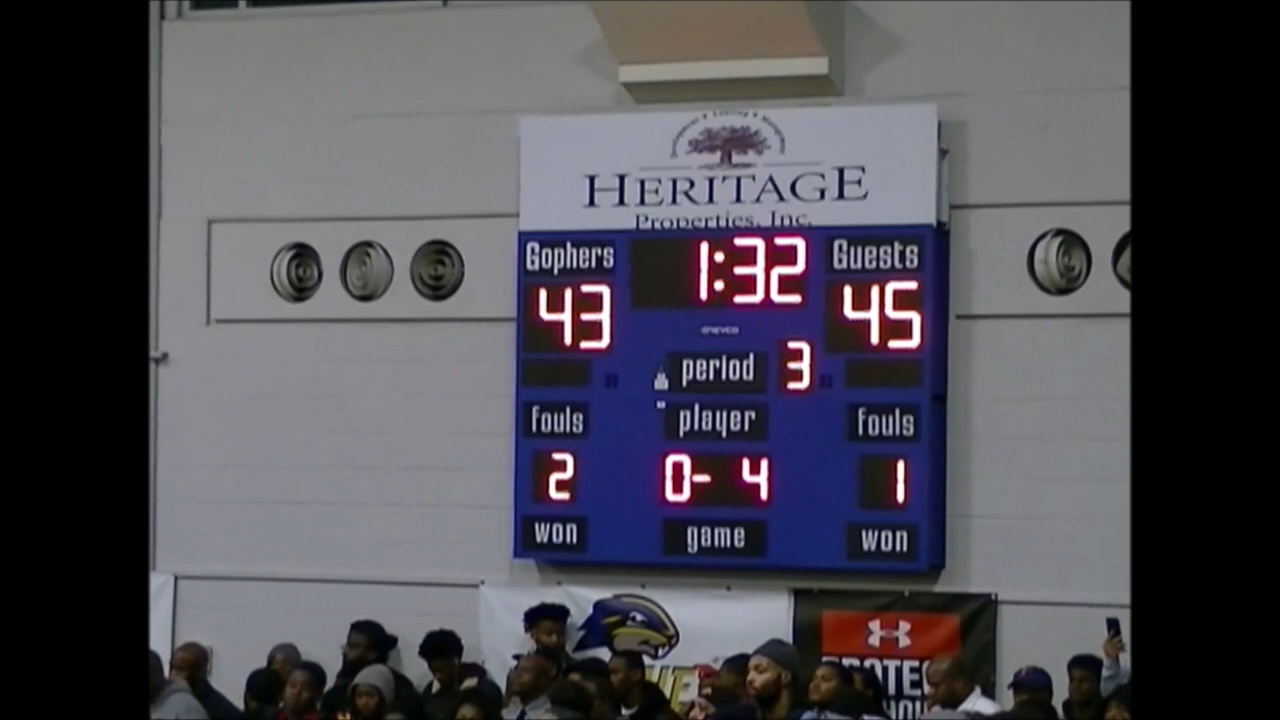 HERITAGE
Properties, Inc.
Gophers 1:32 Guests
43 45
period 3
fouls player fouls
2 0- 4 1
won game won